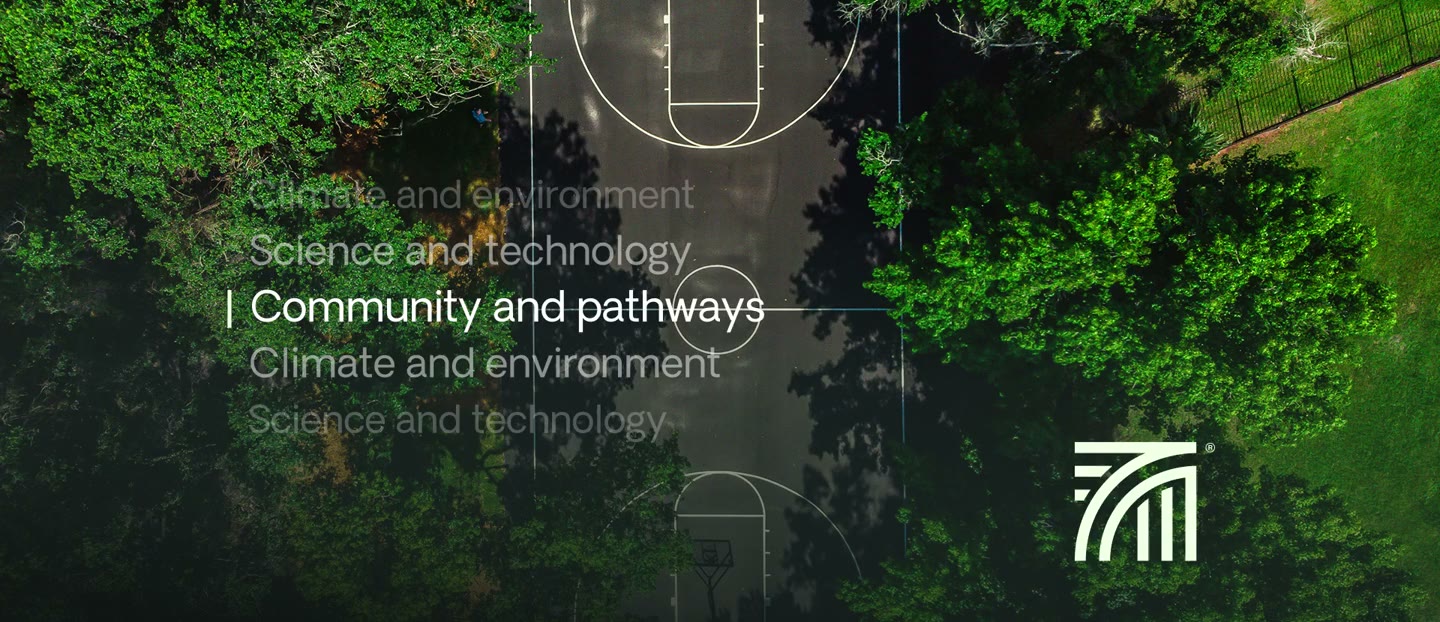 Climate and environment
Science and technology
| Community and pathways
Climate and environment
Science and technology
®